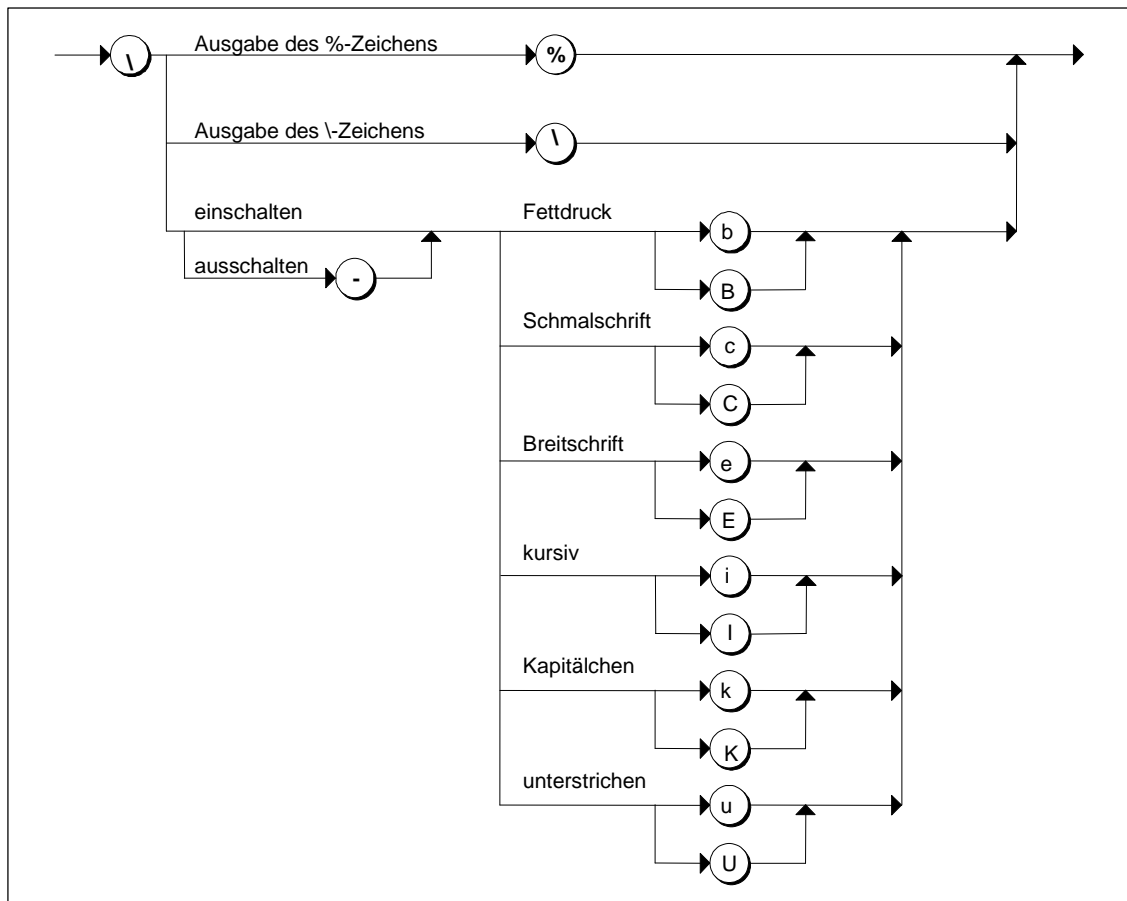 \ Ausgabe des %-Zeichens %
Ausgabe des \-Zeichens \
einschalten Fettdruck b
ausschalten - B
Schmalschrift c
C
Breitschrift e
E
kursiv i
I
Kapitälchen k
K
unterstrichen u
U